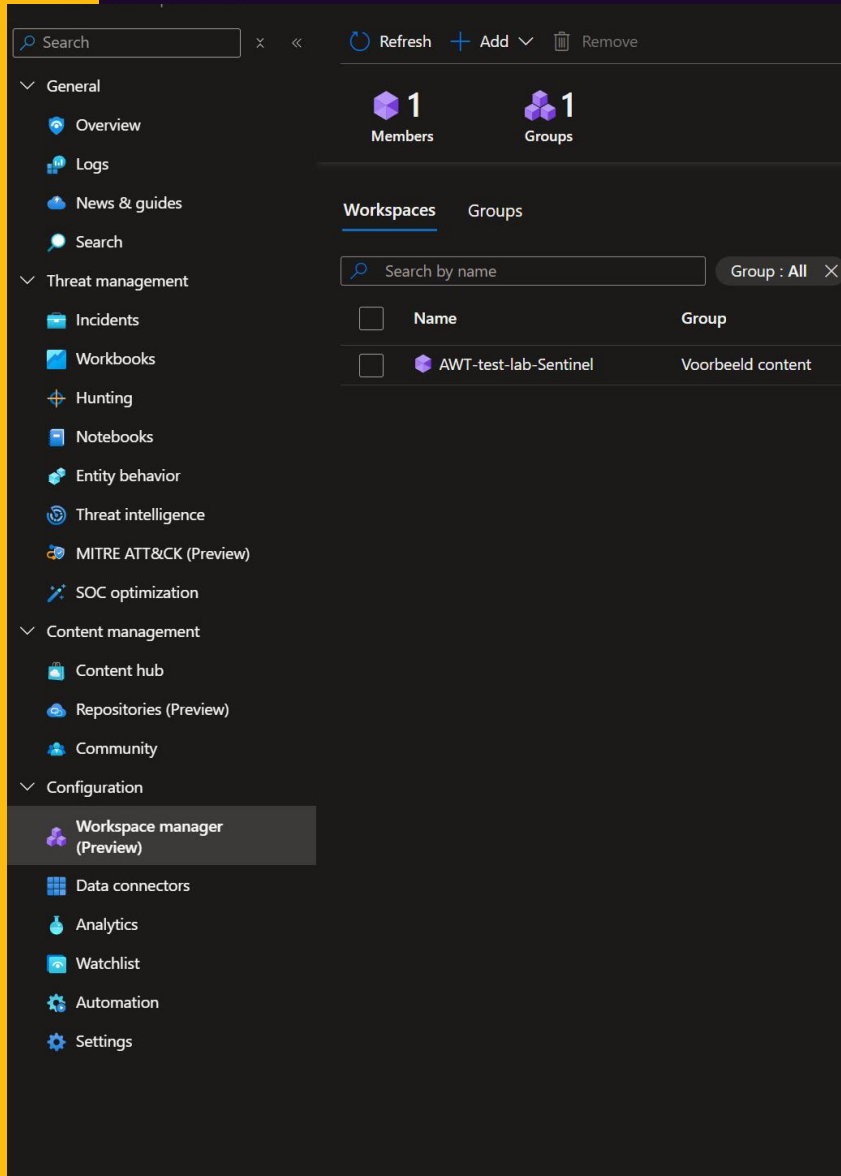 Search
General
Overview
Logs
News & guides
Search
Threat management
Incidents
Workbooks
Hunting
Notebooks
Entity behavior
Threat intelligence
MITRE ATT&CK (Preview)
SOC optimization
Content management
Content hub
Repositories (Preview)
Community
Configuration
Workspace manager
(Preview)
Data connectors
Analytics
Watchlist
Automation
Settings
Refresh Add Remove
1 1
Members Groups
Workspaces Groups
Search by name Group : All
Name Group
AWT-test-lab-Sentinel Voorbeeld content